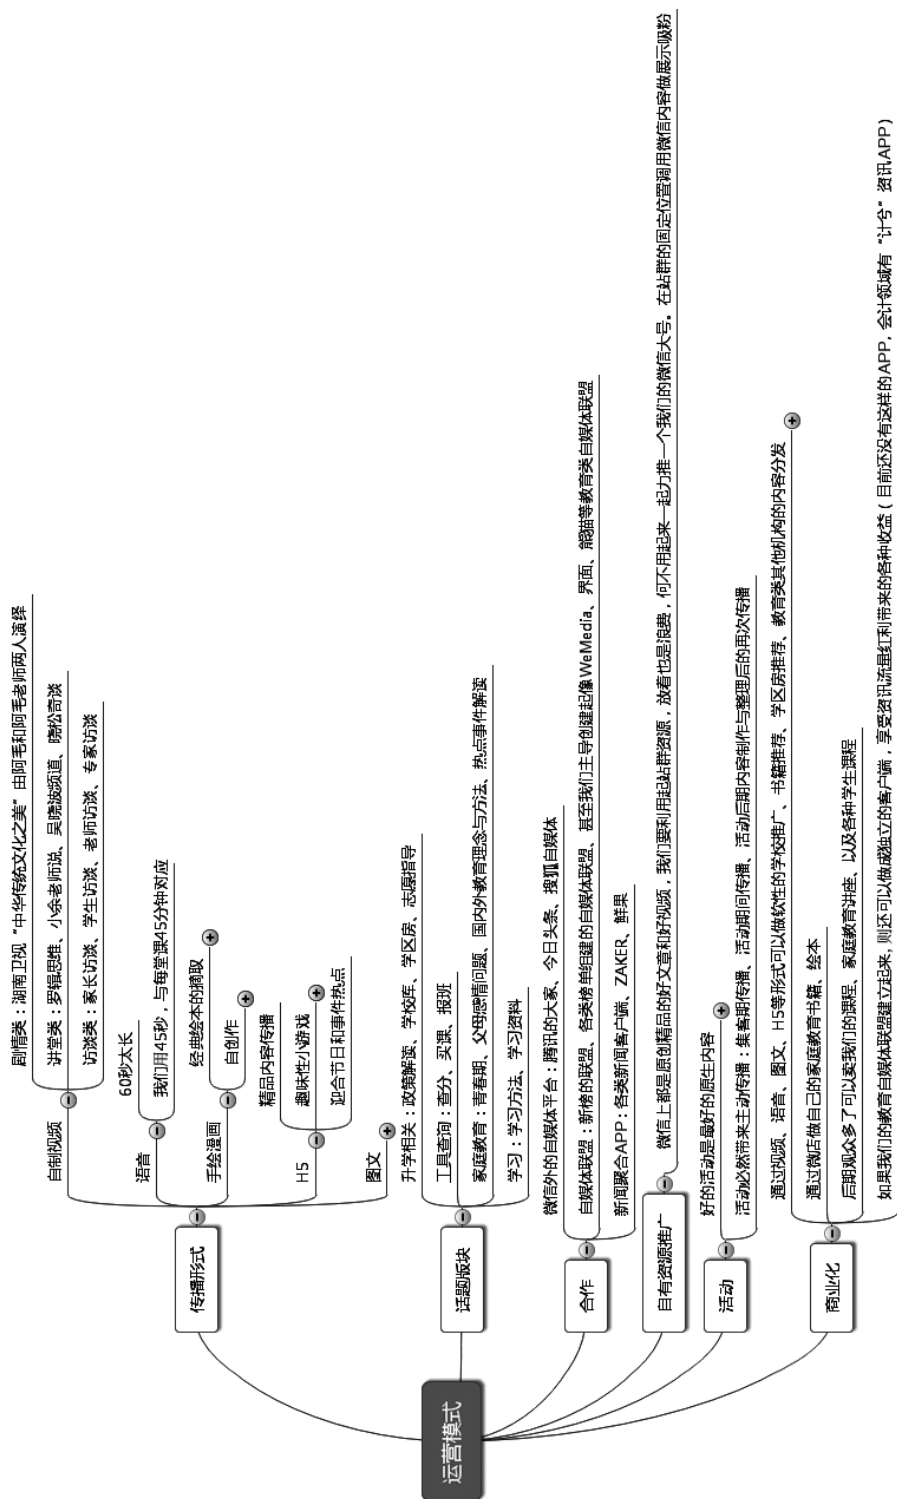 运营模式
传播形式
自制视频
剧情类：湖南卫视“中华传统文化之美”由阿毛和阿毛老师两人演绎
讲堂类：罗辑思维、小余老师说、吴晓波频道、晓松奇谈
访谈类：家长访谈、学生访谈、老师访谈、专家访谈
语音
60秒太长
我们用45秒，与每堂课45分钟对应
手绘漫画
经典绘本的摘取
自创作
H5
精品内容传播
趣味性小游戏
迎合节日和事件热点
图文
话题版块
升学相关：政策解读、学校库、学区房、志愿指导
工具查询：查分、买课、报班
家庭教育：青春期、父母感情问题、国内外教育理念与方法、热点事件解读
学习：学习方法、学习资料
合作
微信外的自媒体平台：腾讯的大家、今日头条、搜狐自媒体
自媒体联盟：新榜的联盟、各类榜单组建的自媒体联盟、甚至我们主导创建起像WeMedia、界面、熊猫等教育类自媒体联盟
新闻聚合APP：各类新闻客户端、ZAKER、鲜果
自有资源推广
微信上都是原创精品的好文章和好视频，我们要利用起站群资源，放着也是浪费，何不用起来一起力推一个我们的微信大号。在站群的固定位置调用微信内容做展示吸粉
活动
好的活动是最好的原生内容
活动必然带来主动传播：集客期传播、活动期间传播、活动后期内容制作与整理后的再次传播
商业化
通过视频、语音、图文、H5等形式可以做软性的学校推广、书籍推荐、学区房推荐、教育类其他机构的内容分发
通过微店做自己的家庭教育书籍、绘本
后期观众多了可以卖我们的课程、家庭教育讲座、以及各种学生课程
如果我们的教育自媒体联盟建立起来，则还可以做成独立的客户端，享受资讯流量红利带来的各种收益（目前还没有这样的APP，会计领域有“计兮”资讯APP）